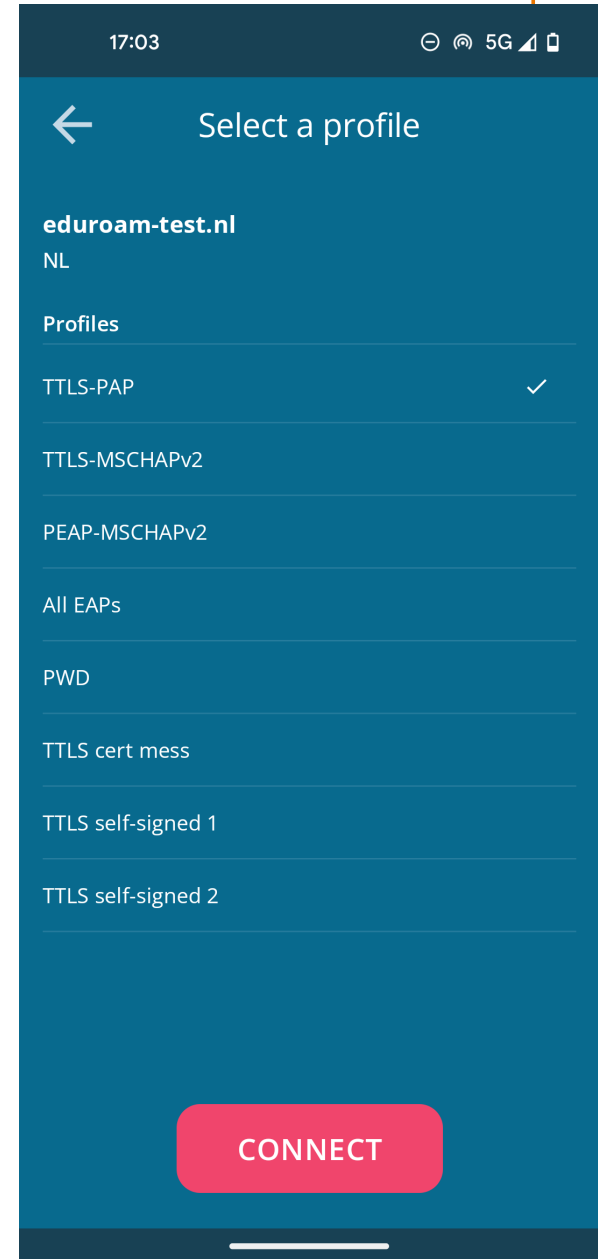 17:03 5G
Select a profile
eduroam-test.nl
NL
Profiles
TTLS-PAP
TTLS-MSCHAPv2
PEAP-MSCHAPv2
All EAPs
PWD
TTLS cert mess
TTLS self-signed 1
TTLS self-signed 2
CONNECT